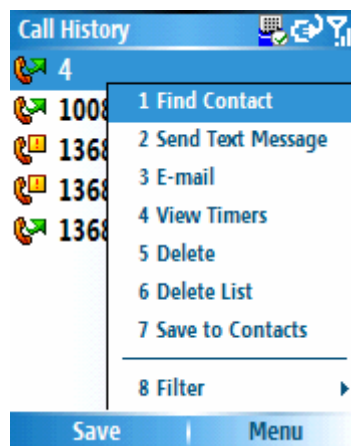 Call History
4
1008
1 Find Contact
1368
2 Send Text Message
1368
3 E-mail
1368
4 View Timers
5 Delete
6 Delete List
7 Save to Contacts
8 Filter
Save
Menu